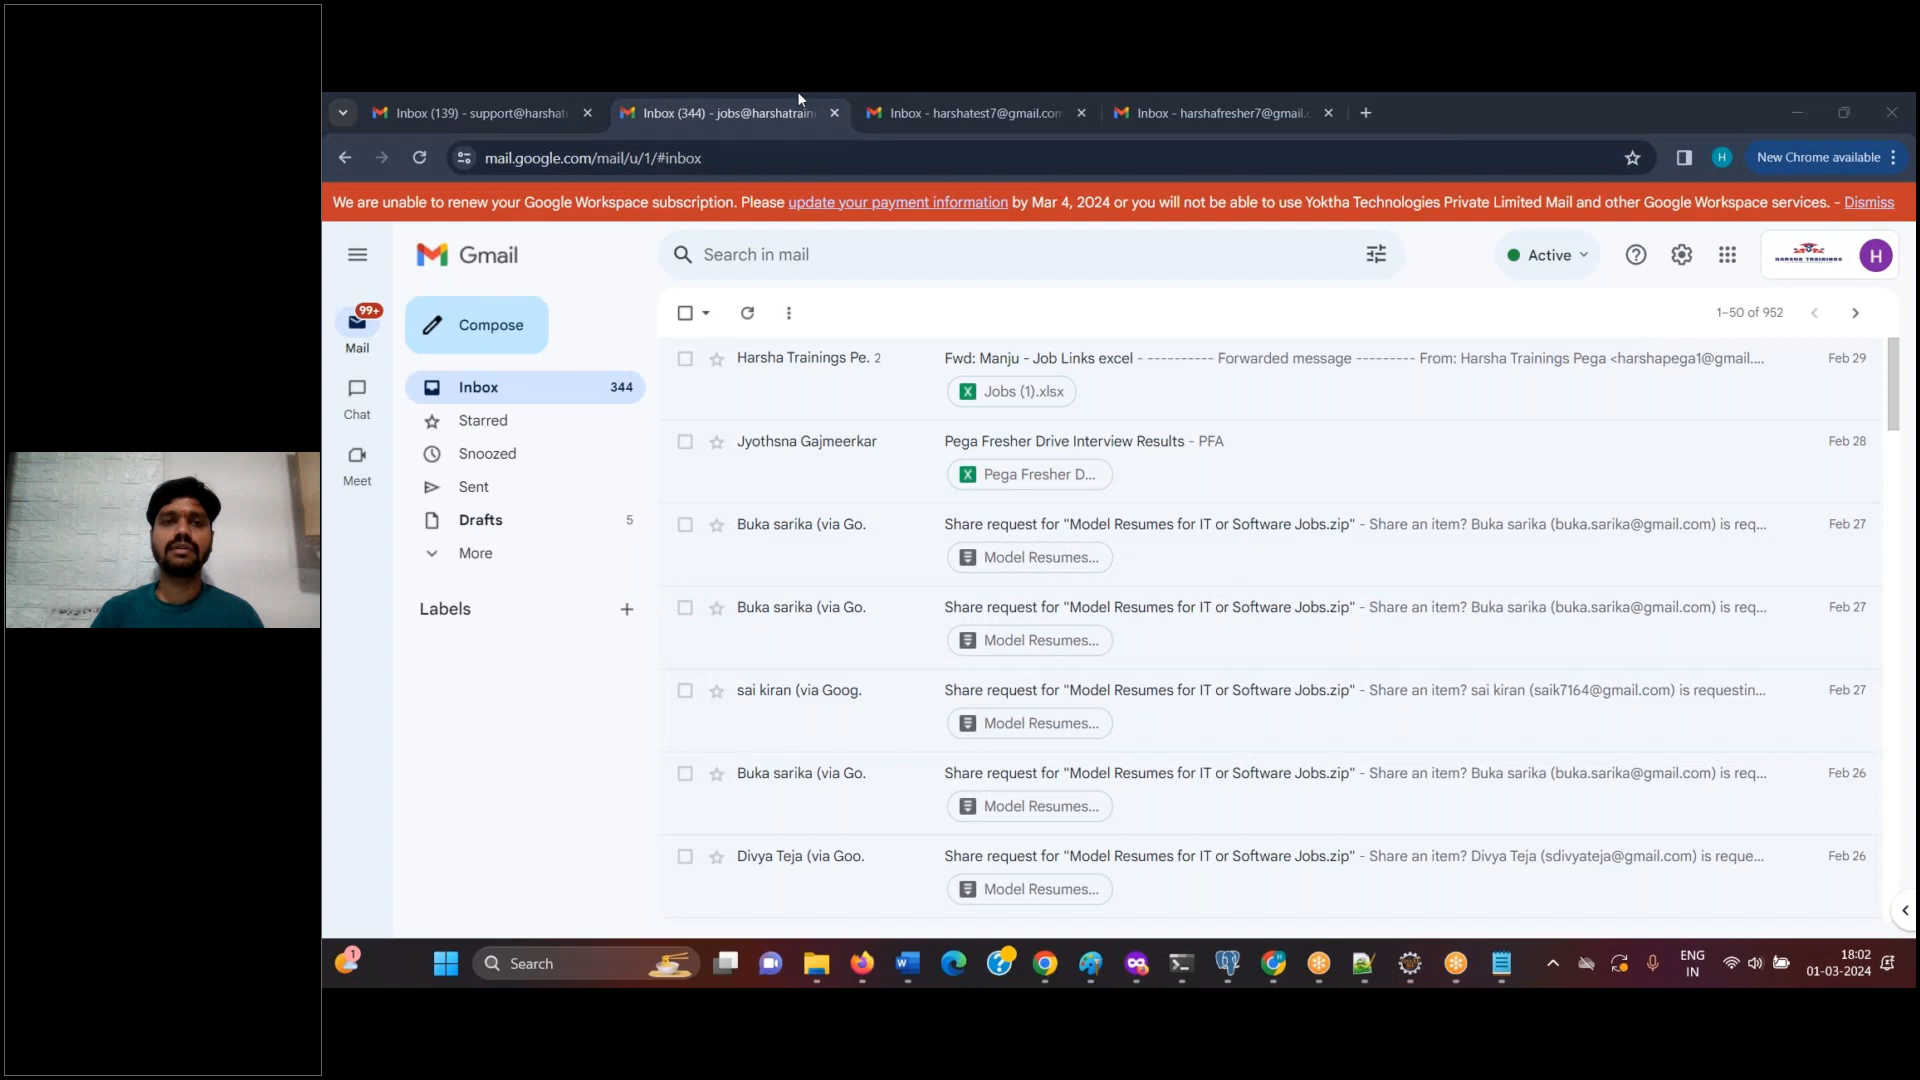 Inbox (139) - support@harshat
Inbox (344) - jobs@harshatrain
Inbox - harshatest7@gmail.com
Inbox - harshafresher7@gmail.
mail.google.com/mail/u/1/#inbox
H
New Chrome available
We are unable to renew your Google Workspace subscription. Please update your payment information by Mar 4, 2024 or you will not be able to use Yoktha Technologies Private Limited Mail and other Google Workspace services. - Dismiss
Gmail
Search in mail
Active
HARSHA TRAININGS
H
99+
Mail
Chat
Meet
Compose
Inbox 344
Starred
Snoozed
Sent
Drafts 5
More
Labels
1–50 of 952
Harsha Trainings Pe. 2 Fwd: Manju - Job Links excel - ---------- Forwarded message --------- From: Harsha Trainings Pega <harshapega1@gmail.... Feb 29
Jobs (1).xlsx
Jyothsna Gajmeerkar Pega Fresher Drive Interview Results - PFA Feb 28
Pega Fresher D...
Buka sarika (via Go. Share request for "Model Resumes for IT or Software Jobs.zip" - Share an item? Buka sarika (buka.sarika@gmail.com) is req... Feb 27
Model Resumes...
Buka sarika (via Go. Share request for "Model Resumes for IT or Software Jobs.zip" - Share an item? Buka sarika (buka.sarika@gmail.com) is req... Feb 27
Model Resumes...
sai kiran (via Goog. Share request for "Model Resumes for IT or Software Jobs.zip" - Share an item? sai kiran (saik7164@gmail.com) is requestin... Feb 27
Model Resumes...
Buka sarika (via Go. Share request for "Model Resumes for IT or Software Jobs.zip" - Share an item? Buka sarika (buka.sarika@gmail.com) is req... Feb 26
Model Resumes...
Divya Teja (via Goo. Share request for "Model Resumes for IT or Software Jobs.zip" - Share an item? Divya Teja (sdivyateja@gmail.com) is reque... Feb 26
Model Resumes...
1
Search
ENG
IN
18:02
01-03-2024